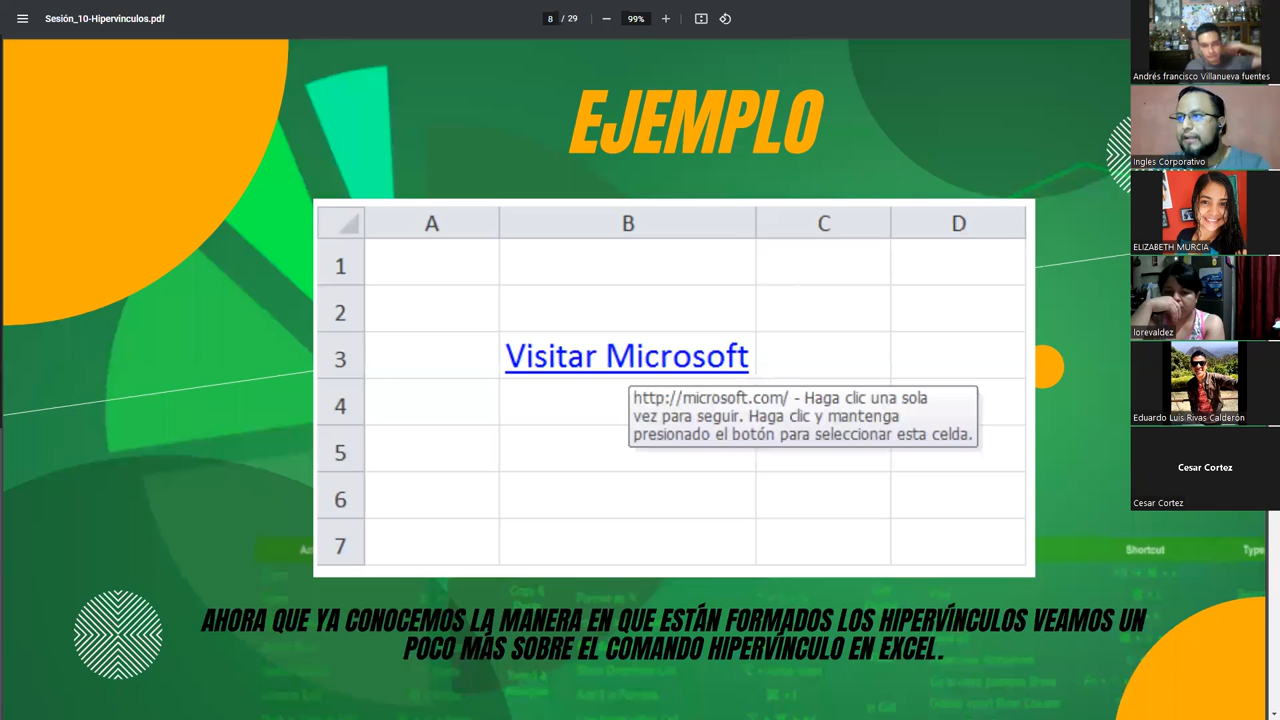 Sesión_10-Hipervinculos.pdf
8 / 29
99%
EJEMPLO
A B C D
1
2
3 Visitar Microsoft
4
5
6
7
http://microsoft.com/ - Haga clic una sola
vez para seguir. Haga clic y mantenga
presionado el botón para seleccionar esta celda.
Shortcut Type
AHORA QUE YA CONOCEMOS LA MANERA EN QUE ESTÁN FORMADOS LOS HIPERVÍNCULOS VEAMOS UN
POCO MÁS SOBRE EL COMANDO HIPERVÍNCULO EN EXCEL.
Andrés francisco Villanueva fuentes
Ingles Corporativo
ELIZABETH MURCIA
lorevaldez
Eduardo Luis Rivas Calderón
Cesar Cortez
Cesar Cortez